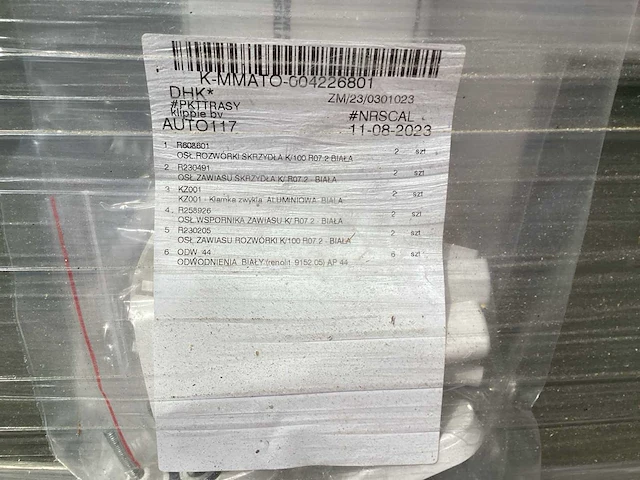 K-MMATO-004226801
DHK* ZM/23/0301023
#PKTTRASY #NRSCAL
klippie bv 11-08-2023
AUTO117
1 R608601
OSŁ.ROZWÓRKI SKRZYDŁA K/100 R07.2 BIAŁA 2 szt
2 R230491
OSŁ.ZAWIASU SKRZYDŁA K/ R07.2 - BIAŁA 2 szt
3 KZ001
KZ001 - Klamka zwykła ALUMINIOWA BIAŁA 2 szt
4 R258926
OSŁ.WSPORNIKA ZAWIASU K/ R07.2 - BIAŁA 2 szt
5 R230205
OSŁ.ZAWIASU ROZWÓRKI K/100 R07.2 - BIAŁA 2 szt
6 ODW_44
ODWODNIENIA BIAŁY (renolit 9152.05) AP 44 6 szt